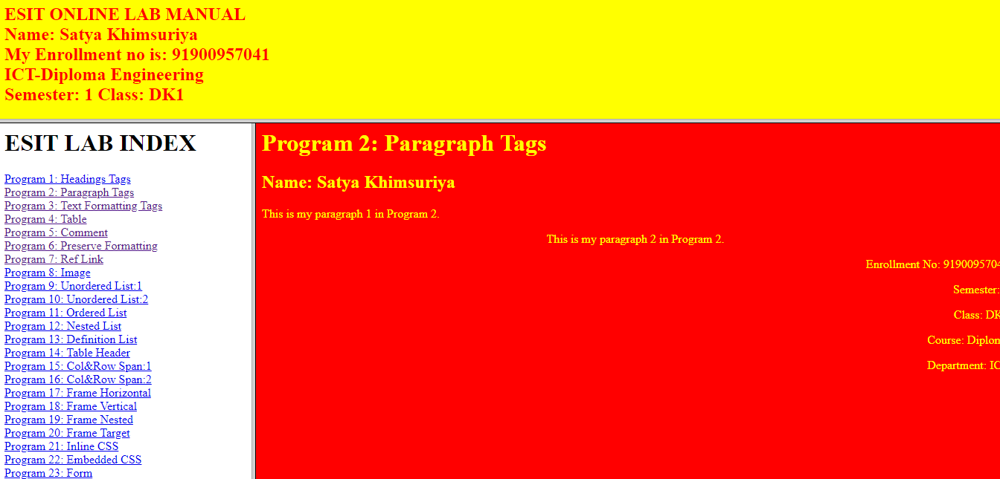 ESIT ONLINE LAB MANUAL
Name: Satya Khimsuriya
My Enrollment no is: 91900957041
ICT-Diploma Engineering
Semester: 1 Class: DK1
ESIT LAB INDEX
Program 1: Headings Tags
Program 2: Paragraph Tags
Program 3: Text Formatting Tags
Program 4: Table
Program 5: Comment
Program 6: Preserve Formatting
Program 7: Ref Link
Program 8: Image
Program 9: Unordered List:1
Program 10: Unordered List:2
Program 11: Ordered List
Program 12: Nested List
Program 13: Definition List
Program 14: Table Header
Program 15: Col&Row Span:1
Program 16: Col&Row Span:2
Program 17: Frame Horizontal
Program 18: Frame Vertical
Program 19: Frame Nested
Program 20: Frame Target
Program 21: Inline CSS
Program 22: Embedded CSS
Program 23: Form
Program 2: Paragraph Tags
Name: Satya Khimsuriya
This is my paragraph 1 in Program 2.
This is my paragraph 2 in Program 2.
Enrollment No: 9190095704
Semester:
Class: DK
Course: Diplom
Department: IC